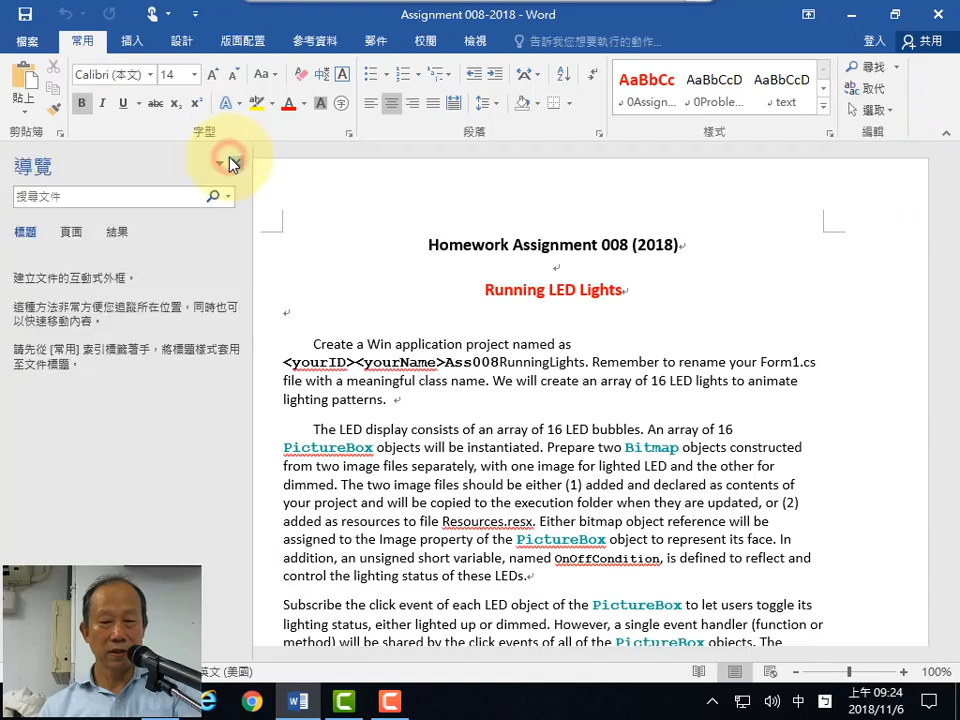 Assignment 008-2018 - Word
檔案 常用 插入 設計 版面配置 參考資料 郵件 校閱 檢視 告訴我您想要執行的動作... 登入 共用
貼上
Calibri (本文) 14 A A Aa 中文 A
B I U abc x₂ x² A ab A A 字
AaBbCc AaBbCcD AaBbCcD
0Assign... 0Proble... text
尋找
取代
選取
剪貼簿 字型 段落 樣式 編輯
導覽
搜尋文件
標題 頁面 結果
建立文件的互動式外框。
這種方法非常方便您追蹤所在位置，同時也可
以快速移動內容。
請先從 [常用] 索引標籤著手，將標題樣式套用
至文件標題。
Homework Assignment 008 (2018)
Running LED Lights
Create a Win application project named as
<yourID><yourName>Ass008RunningLights. Remember to rename your Form1.cs
file with a meaningful class name. We will create an array of 16 LED lights to animate
lighting patterns.
The LED display consists of an array of 16 LED bubbles. An array of 16
PictureBox objects will be instantiated. Prepare two Bitmap objects constructed
from two image files separately, with one image for lighted LED and the other for
dimmed. The two image files should be either (1) added and declared as contents of
your project and will be copied to the execution folder when they are updated, or (2)
added as resources to file Resources.resx. Either bitmap object reference will be
assigned to the Image property of the PictureBox object to represent its face. In
addition, an unsigned short variable, named OnOffCondition, is defined to reflect and
control the lighting status of these LEDs.
Subscribe the click event of each LED object of the PictureBox to let users toggle its
lighting status, either lighted up or dimmed. However, a single event handler (function or
method) will be shared by the click events of all of the PictureBox objects. The
英文 (美國)
100%
中
上午 09:24
2018/11/6